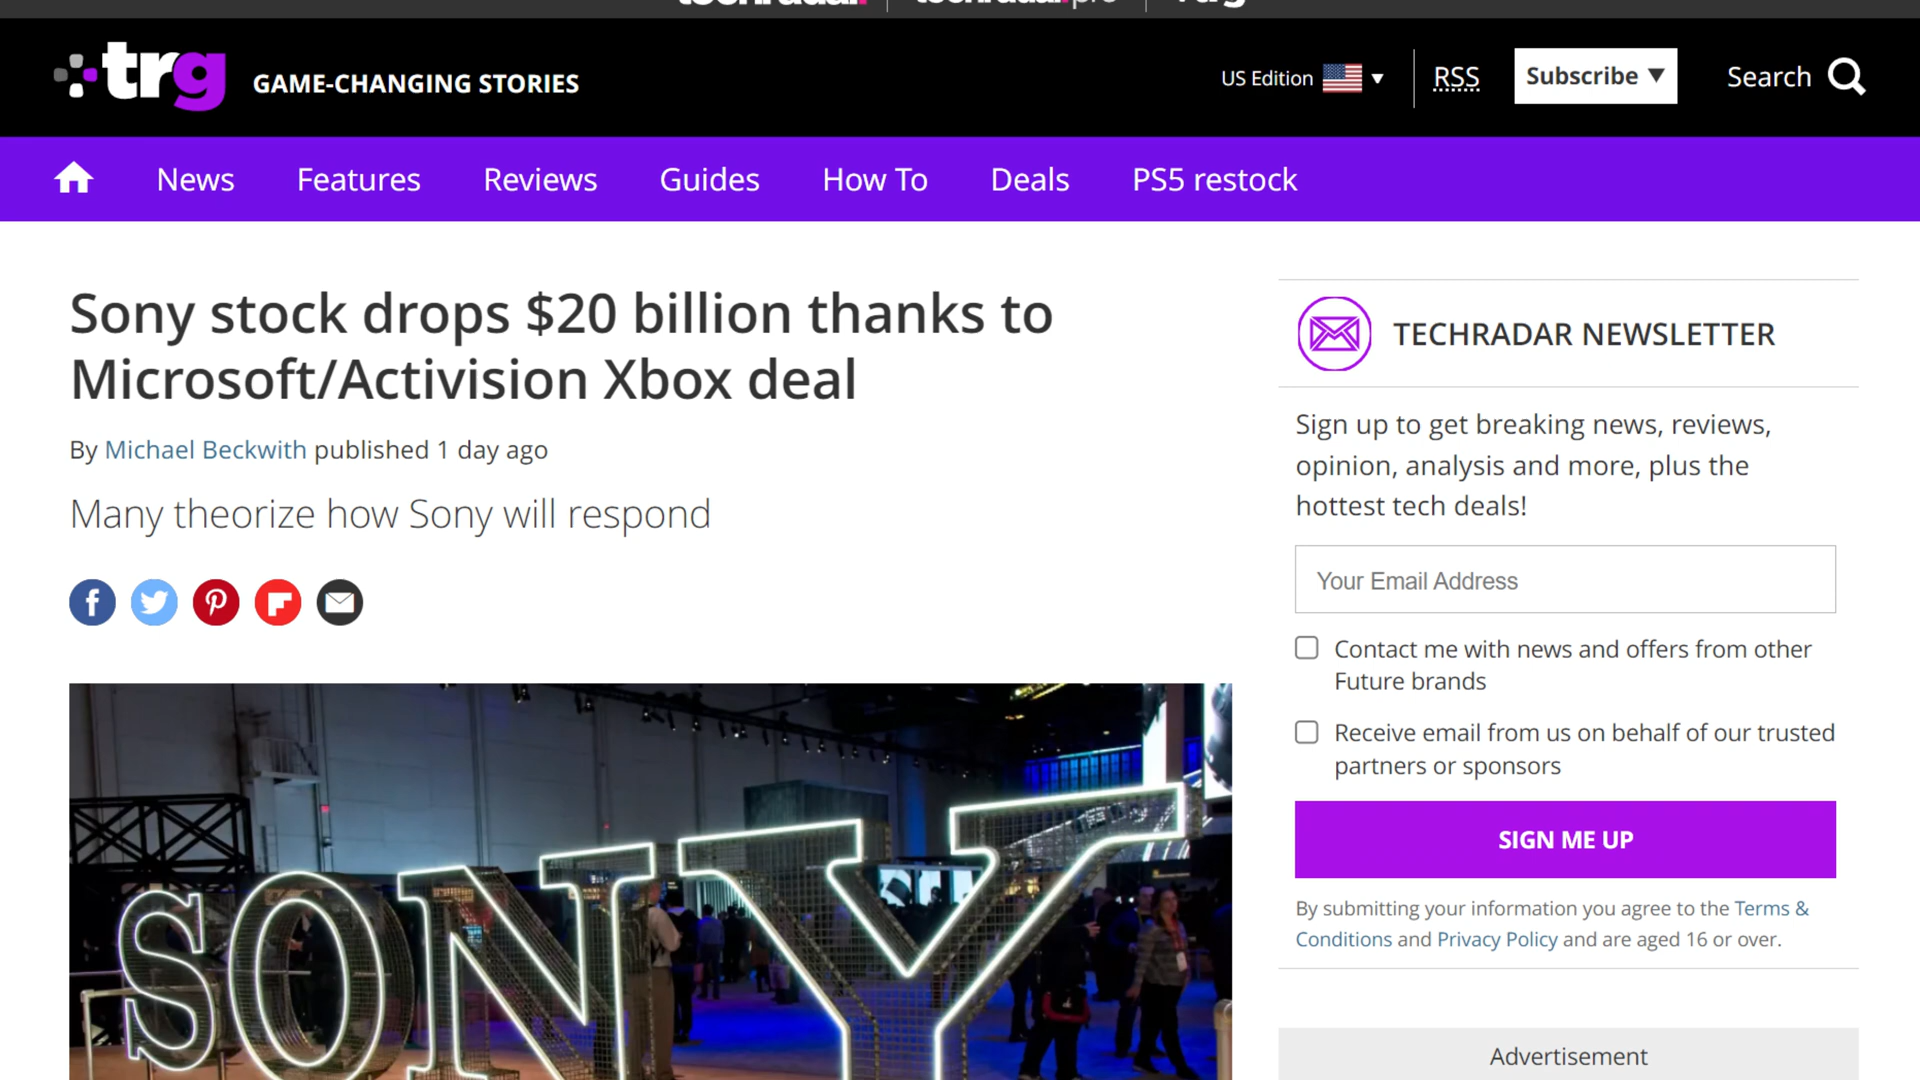 techradar. techradar.pro trg
trg GAME-CHANGING STORIES
US Edition
RSS
Subscribe ▼
Search
News
Features
Reviews
Guides
How To
Deals
PS5 restock
Sony stock drops $20 billion thanks to
Microsoft/Activision Xbox deal
By Michael Beckwith published 1 day ago
Many theorize how Sony will respond
SONY
TECHRADAR NEWSLETTER
Sign up to get breaking news, reviews,
opinion, analysis and more, plus the
hottest tech deals!
Your Email Address
Contact me with news and offers from other
Future brands
Receive email from us on behalf of our trusted
partners or sponsors
SIGN ME UP
By submitting your information you agree to the Terms &
Conditions and Privacy Policy and are aged 16 or over.
Advertisement